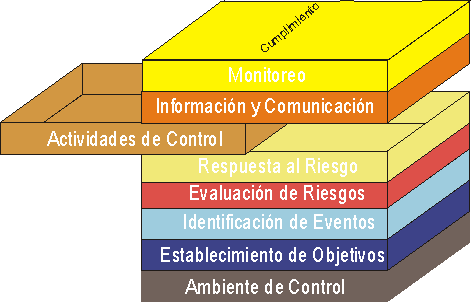 Cumplimiento
Monitoreo
Información y Comunicación
Actividades de Control
Respuesta al Riesgo
Evaluación de Riesgos
Identificación de Eventos
Establecimiento de Objetivos
Ambiente de Control